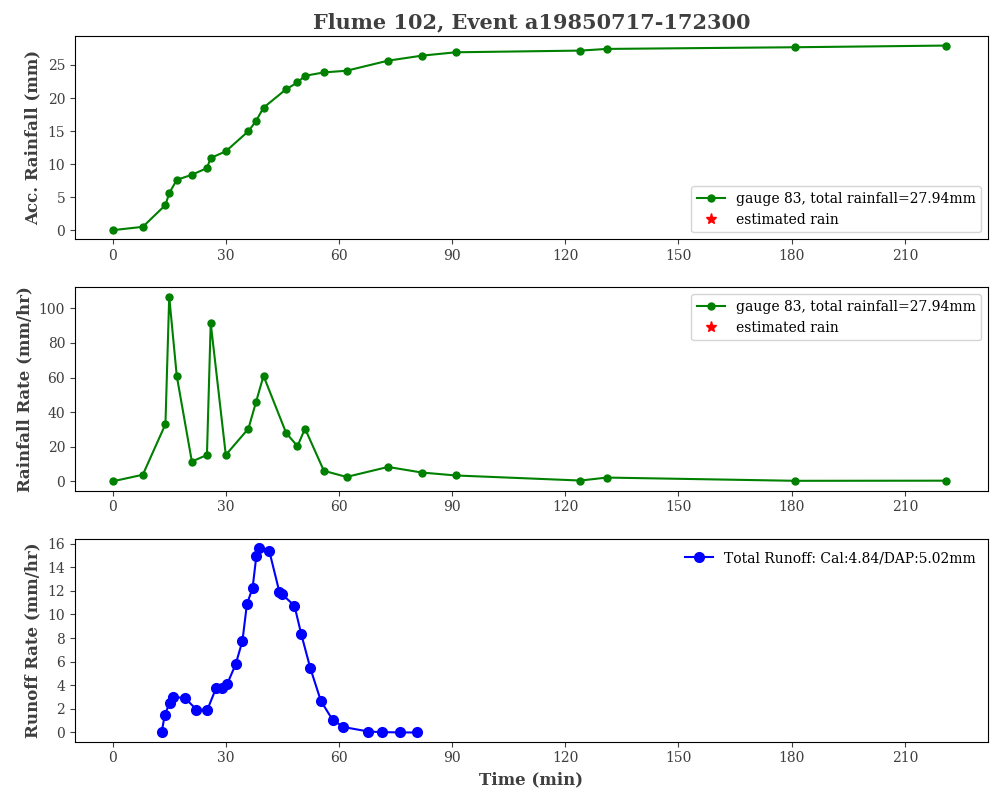 Flume 102, Event a19850717-172300
Acc. Rainfall (mm)
25
20
15
10
5
0
gauge 83, total rainfall=27.94mm
estimated rain
0 30 60 90 120 150 180 210
Rainfall Rate (mm/hr)
100
80
60
40
20
0
gauge 83, total rainfall=27.94mm
estimated rain
0 30 60 90 120 150 180 210
Runoff Rate (mm/hr)
16
14
12
10
8
6
4
2
0
Total Runoff: Cal:4.84/DAP:5.02mm
0 30 60 90 120 150 180 210
Time (min)